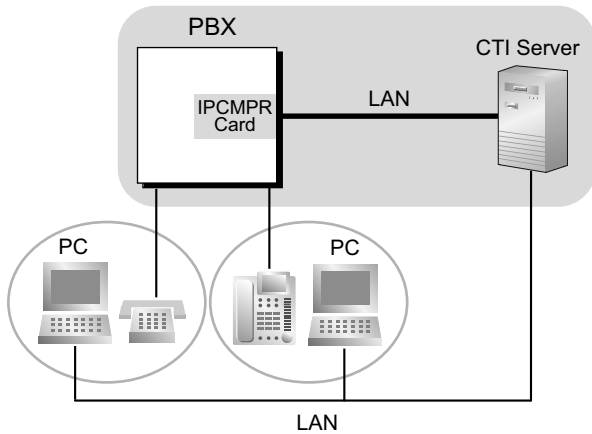 PBX
CTI Server
IPCMPR
Card
LAN
PC
PC
LAN